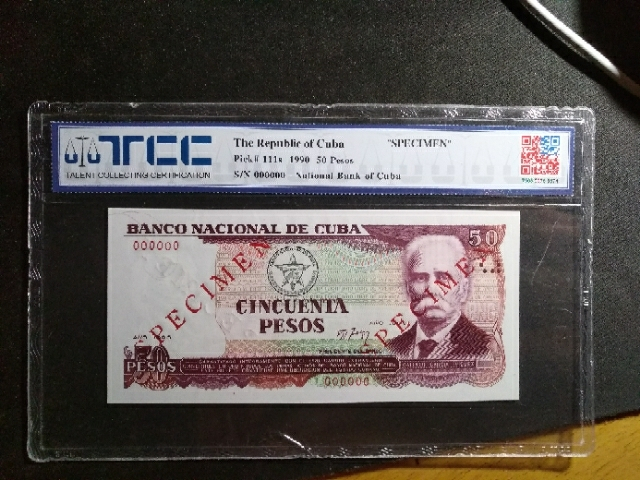 TCC
TALENT COLLECTING CERTIFICATION
The Republic of Cuba "SPECIMEN"
Pick# 111s 1990 50 Pesos
S/N 000000 National Bank of Cuba
BANCO NACIONAL DE CUBA
000000
50
SPECIMEN
SPECIMEN
CINCUENTA
PESOS
50
PESOS
000000